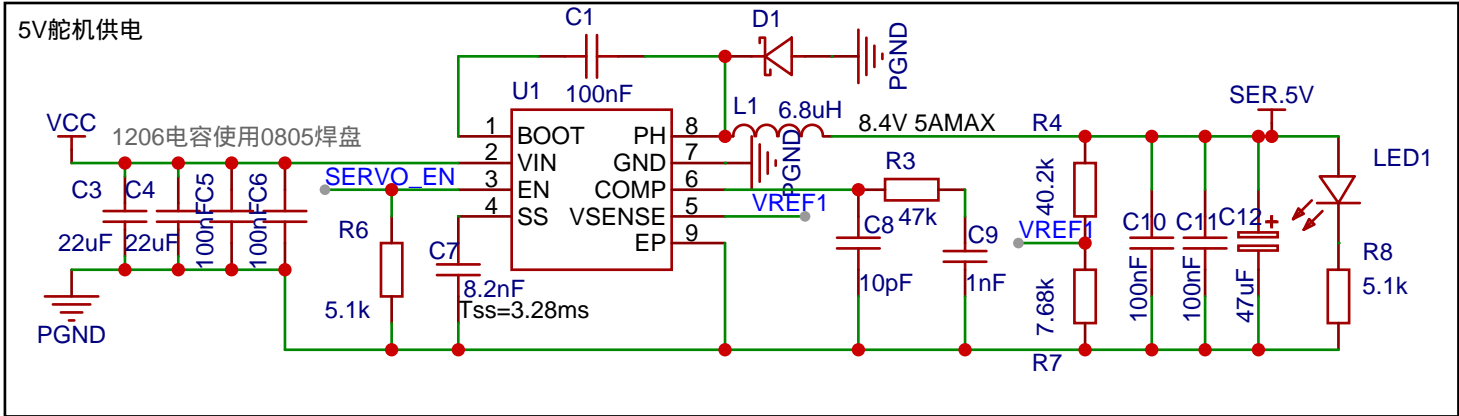 5V舵机供电
C1
100nF
D1
PGND
U1
1 BOOT PH 8
2 VIN GND 7
3 EN COMP 6
4 SS VSENSE 5
EP 9
L1
6.8uH
8.4V 5AMAX
PGND
VCC
1206电容使用0805焊盘
SERVO_EN
C3
22uF
C4
22uF
C5
100nF
C6
100nF
PGND
R6
5.1k
C7
8.2nF
Tss=3.28ms
VREF1
R3
47k
C8
10pF
C9
1nF
R4
40.2k
VREF1
7.68k
R7
C10
100nF
C11
100nF
C12
+
47uF
SER.5V
LED1
R8
5.1k